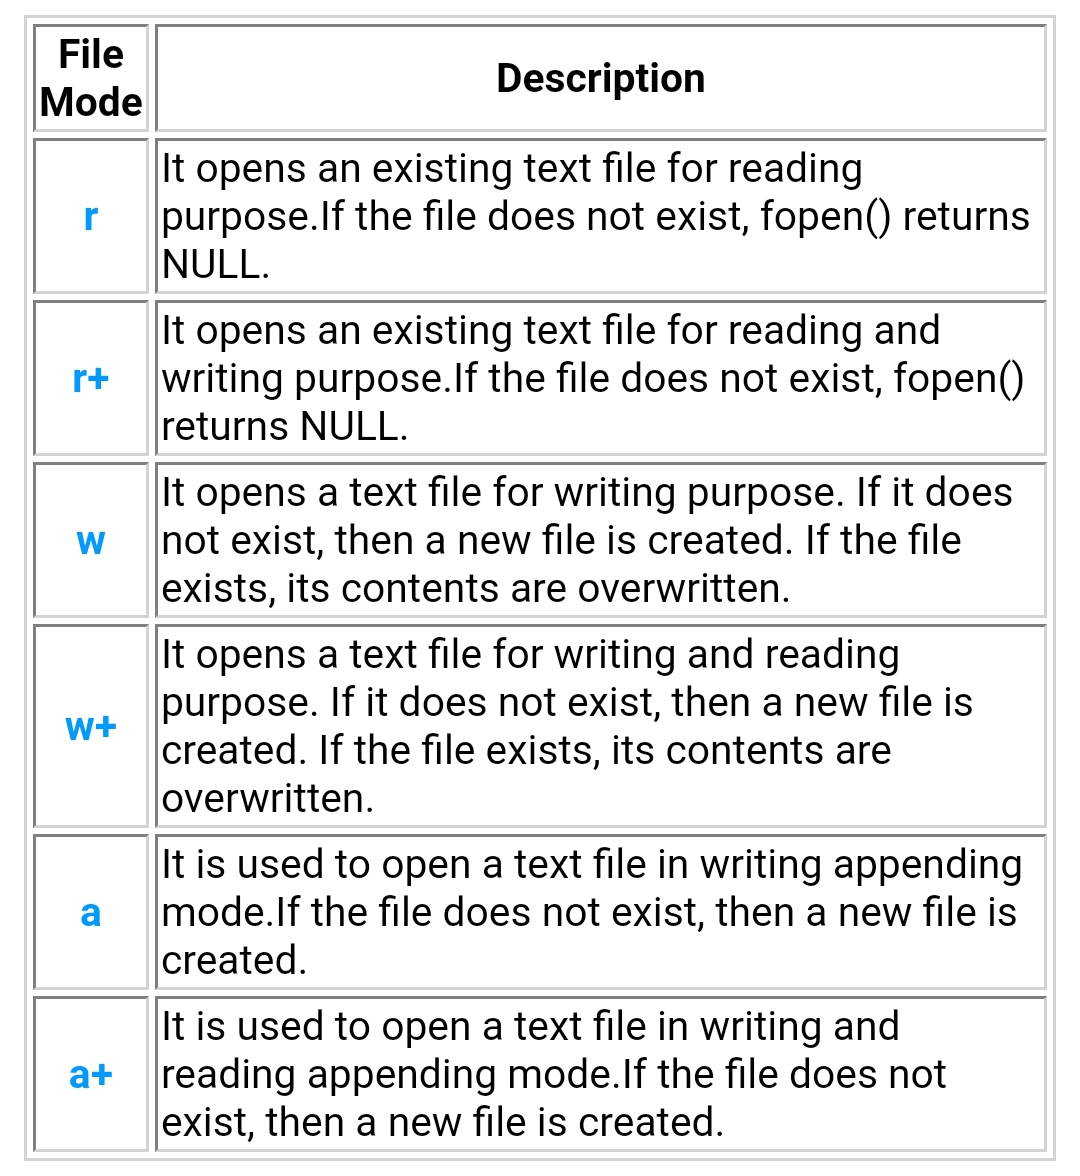 File
Mode
Description
r
It opens an existing text file for reading
purpose.If the file does not exist, fopen() returns
NULL.
r+
It opens an existing text file for reading and
writing purpose.If the file does not exist, fopen()
returns NULL.
w
It opens a text file for writing purpose. If it does
not exist, then a new file is created. If the file
exists, its contents are overwritten.
w+
It opens a text file for writing and reading
purpose. If it does not exist, then a new file is
created. If the file exists, its contents are
overwritten.
a
It is used to open a text file in writing appending
mode.If the file does not exist, then a new file is
created.
a+
It is used to open a text file in writing and
reading appending mode.If the file does not
exist, then a new file is created.